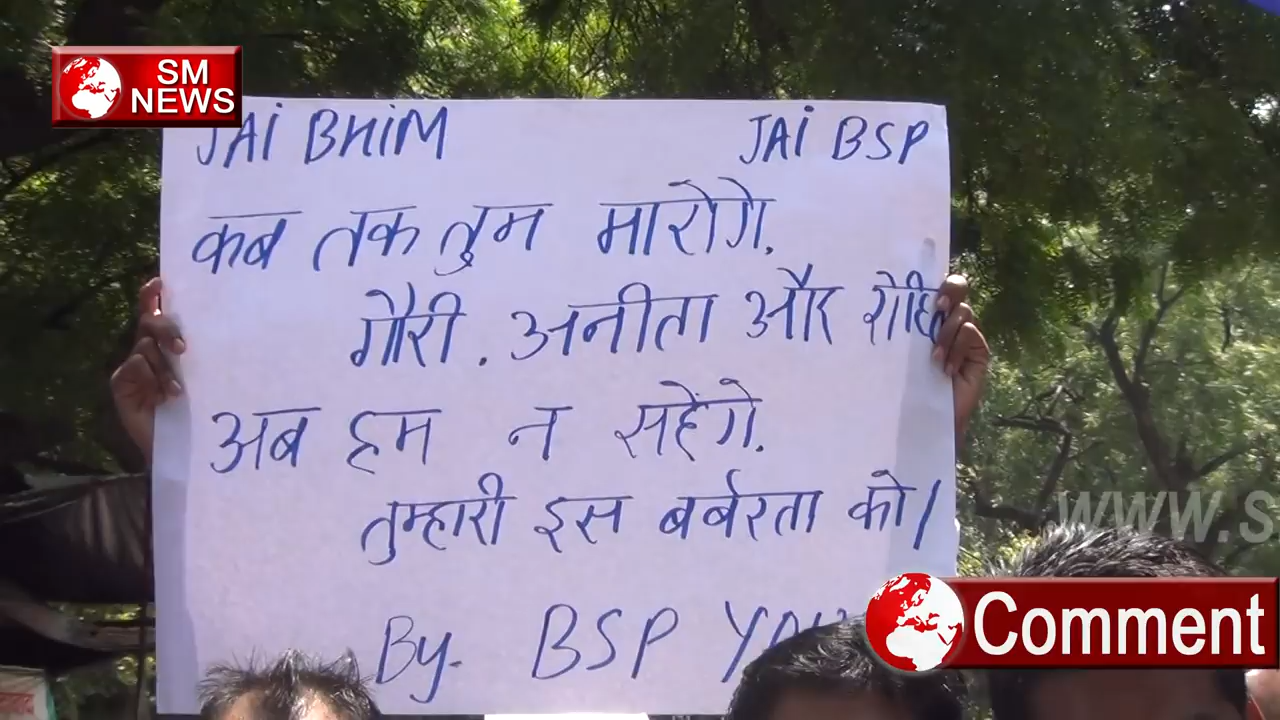 SM
NEWS
JAI BHIM JAI BSP
कब तक तुम मारोगे,
गौरी, अनीता और
अब हम न सहेंगे,
तुम्हारी इस बर्बरता को।
By- BSP
www.s
Comment